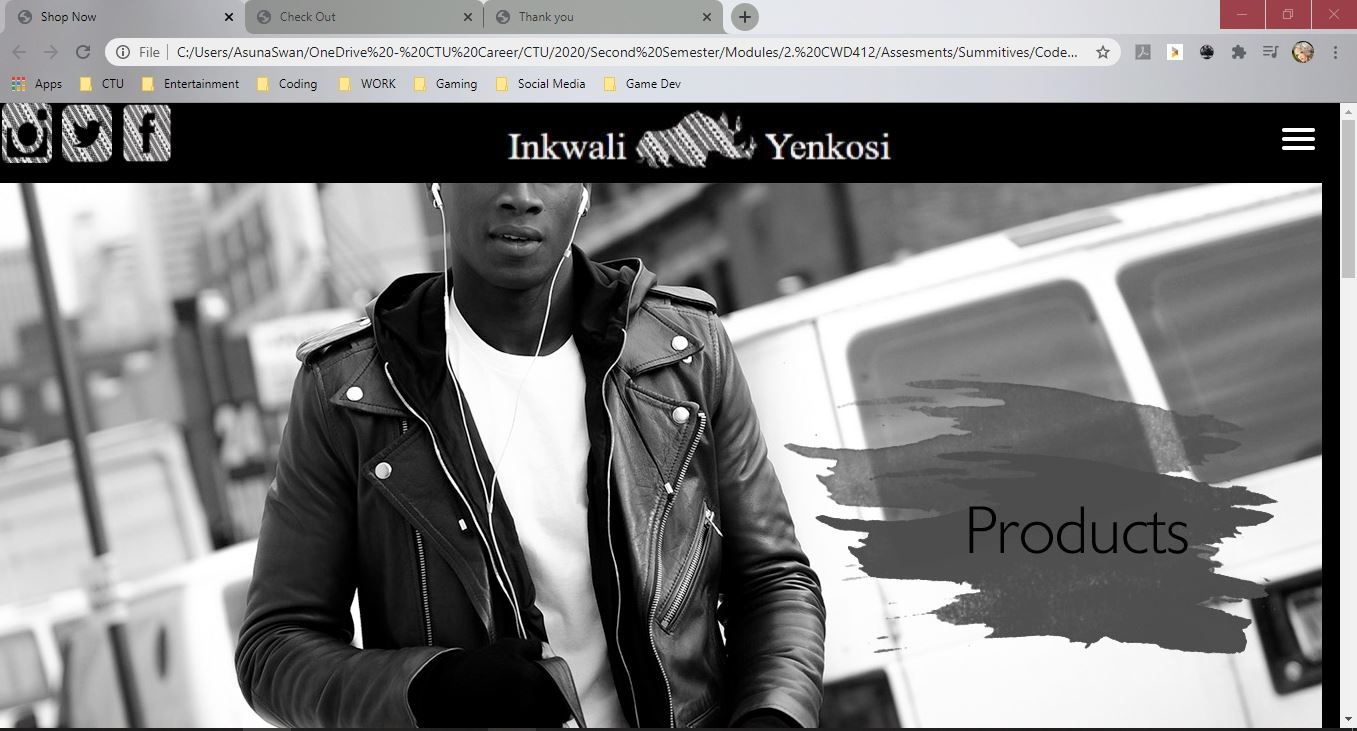 Shop Now
Check Out
Thank you
File
C:/Users/AsunaSwan/OneDrive%20-%20CTU%20Career/CTU/2020/Second%20Semester/Modules/2.%20CWD412/Assesments/Summitives/Code...
Apps CTU Entertainment Coding WORK Gaming Social Media Game Dev
Inkwali Yenkosi
Products